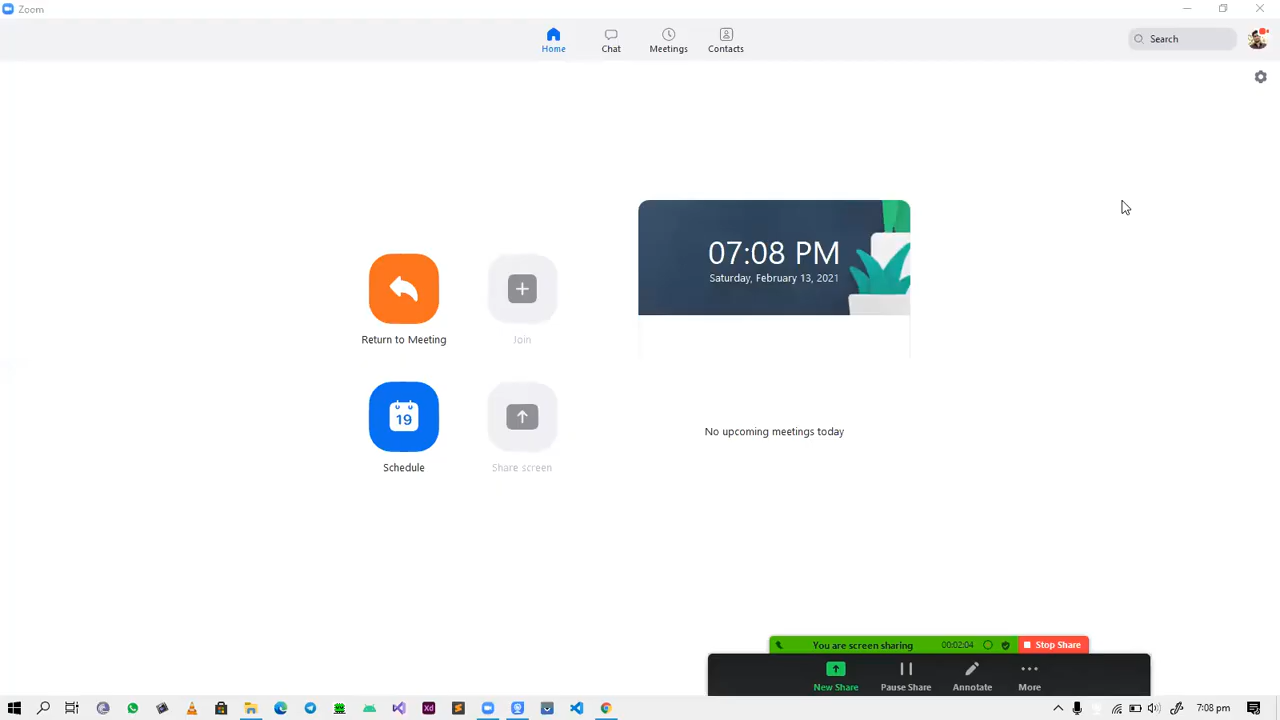 Zoom
Home
Chat
Meetings
Contacts
Search
07:08 PM
Saturday, February 13, 2021
Return to Meeting
Join
19
Schedule
Share screen
No upcoming meetings today
You are screen sharing
00:02:04
Stop Share
New Share
Pause Share
Annotate
More
Xd
7:08 pm